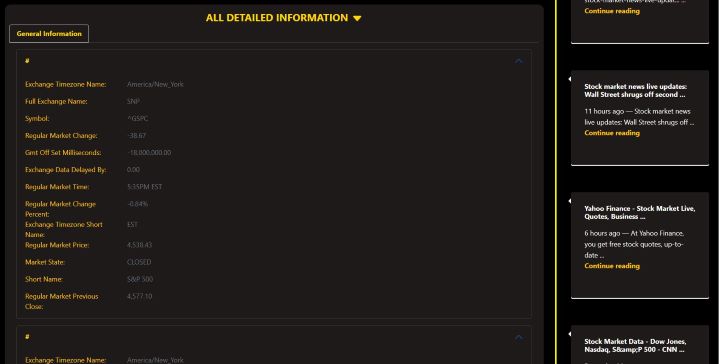 ALL DETAILED INFORMATION
General Information
#
Exchange Timezone Name: America/New_York
Full Exchange Name: SNP
Symbol: ^GSPC
Regular Market Change: -38.67
Gmt Off Set Milliseconds: -18,000,000.00
Exchange Data Delayed By: 0.00
Regular Market Time: 5:35PM EST
Regular Market Change Percent: -0.84%
Exchange Timezone Short Name: EST
Regular Market Price: 4,538.43
Market State: CLOSED
Short Name: S&P 500
Regular Market Previous Close: 4,577.10
#
Exchange Timezone Name: America/New_York
Continue reading
Stock market news live updates:
Wall Street shrugs off second ...
11 hours ago — Stock market news
live updates: Wall Street shrugs off ...
Continue reading
Yahoo Finance - Stock Market Live,
Quotes, Business ...
6 hours ago — At Yahoo Finance,
you get free stock quotes, up-to-
date ...
Continue reading
Stock Market Data - Dow Jones,
Nasdaq, S&amp;P 500 - CNN ...